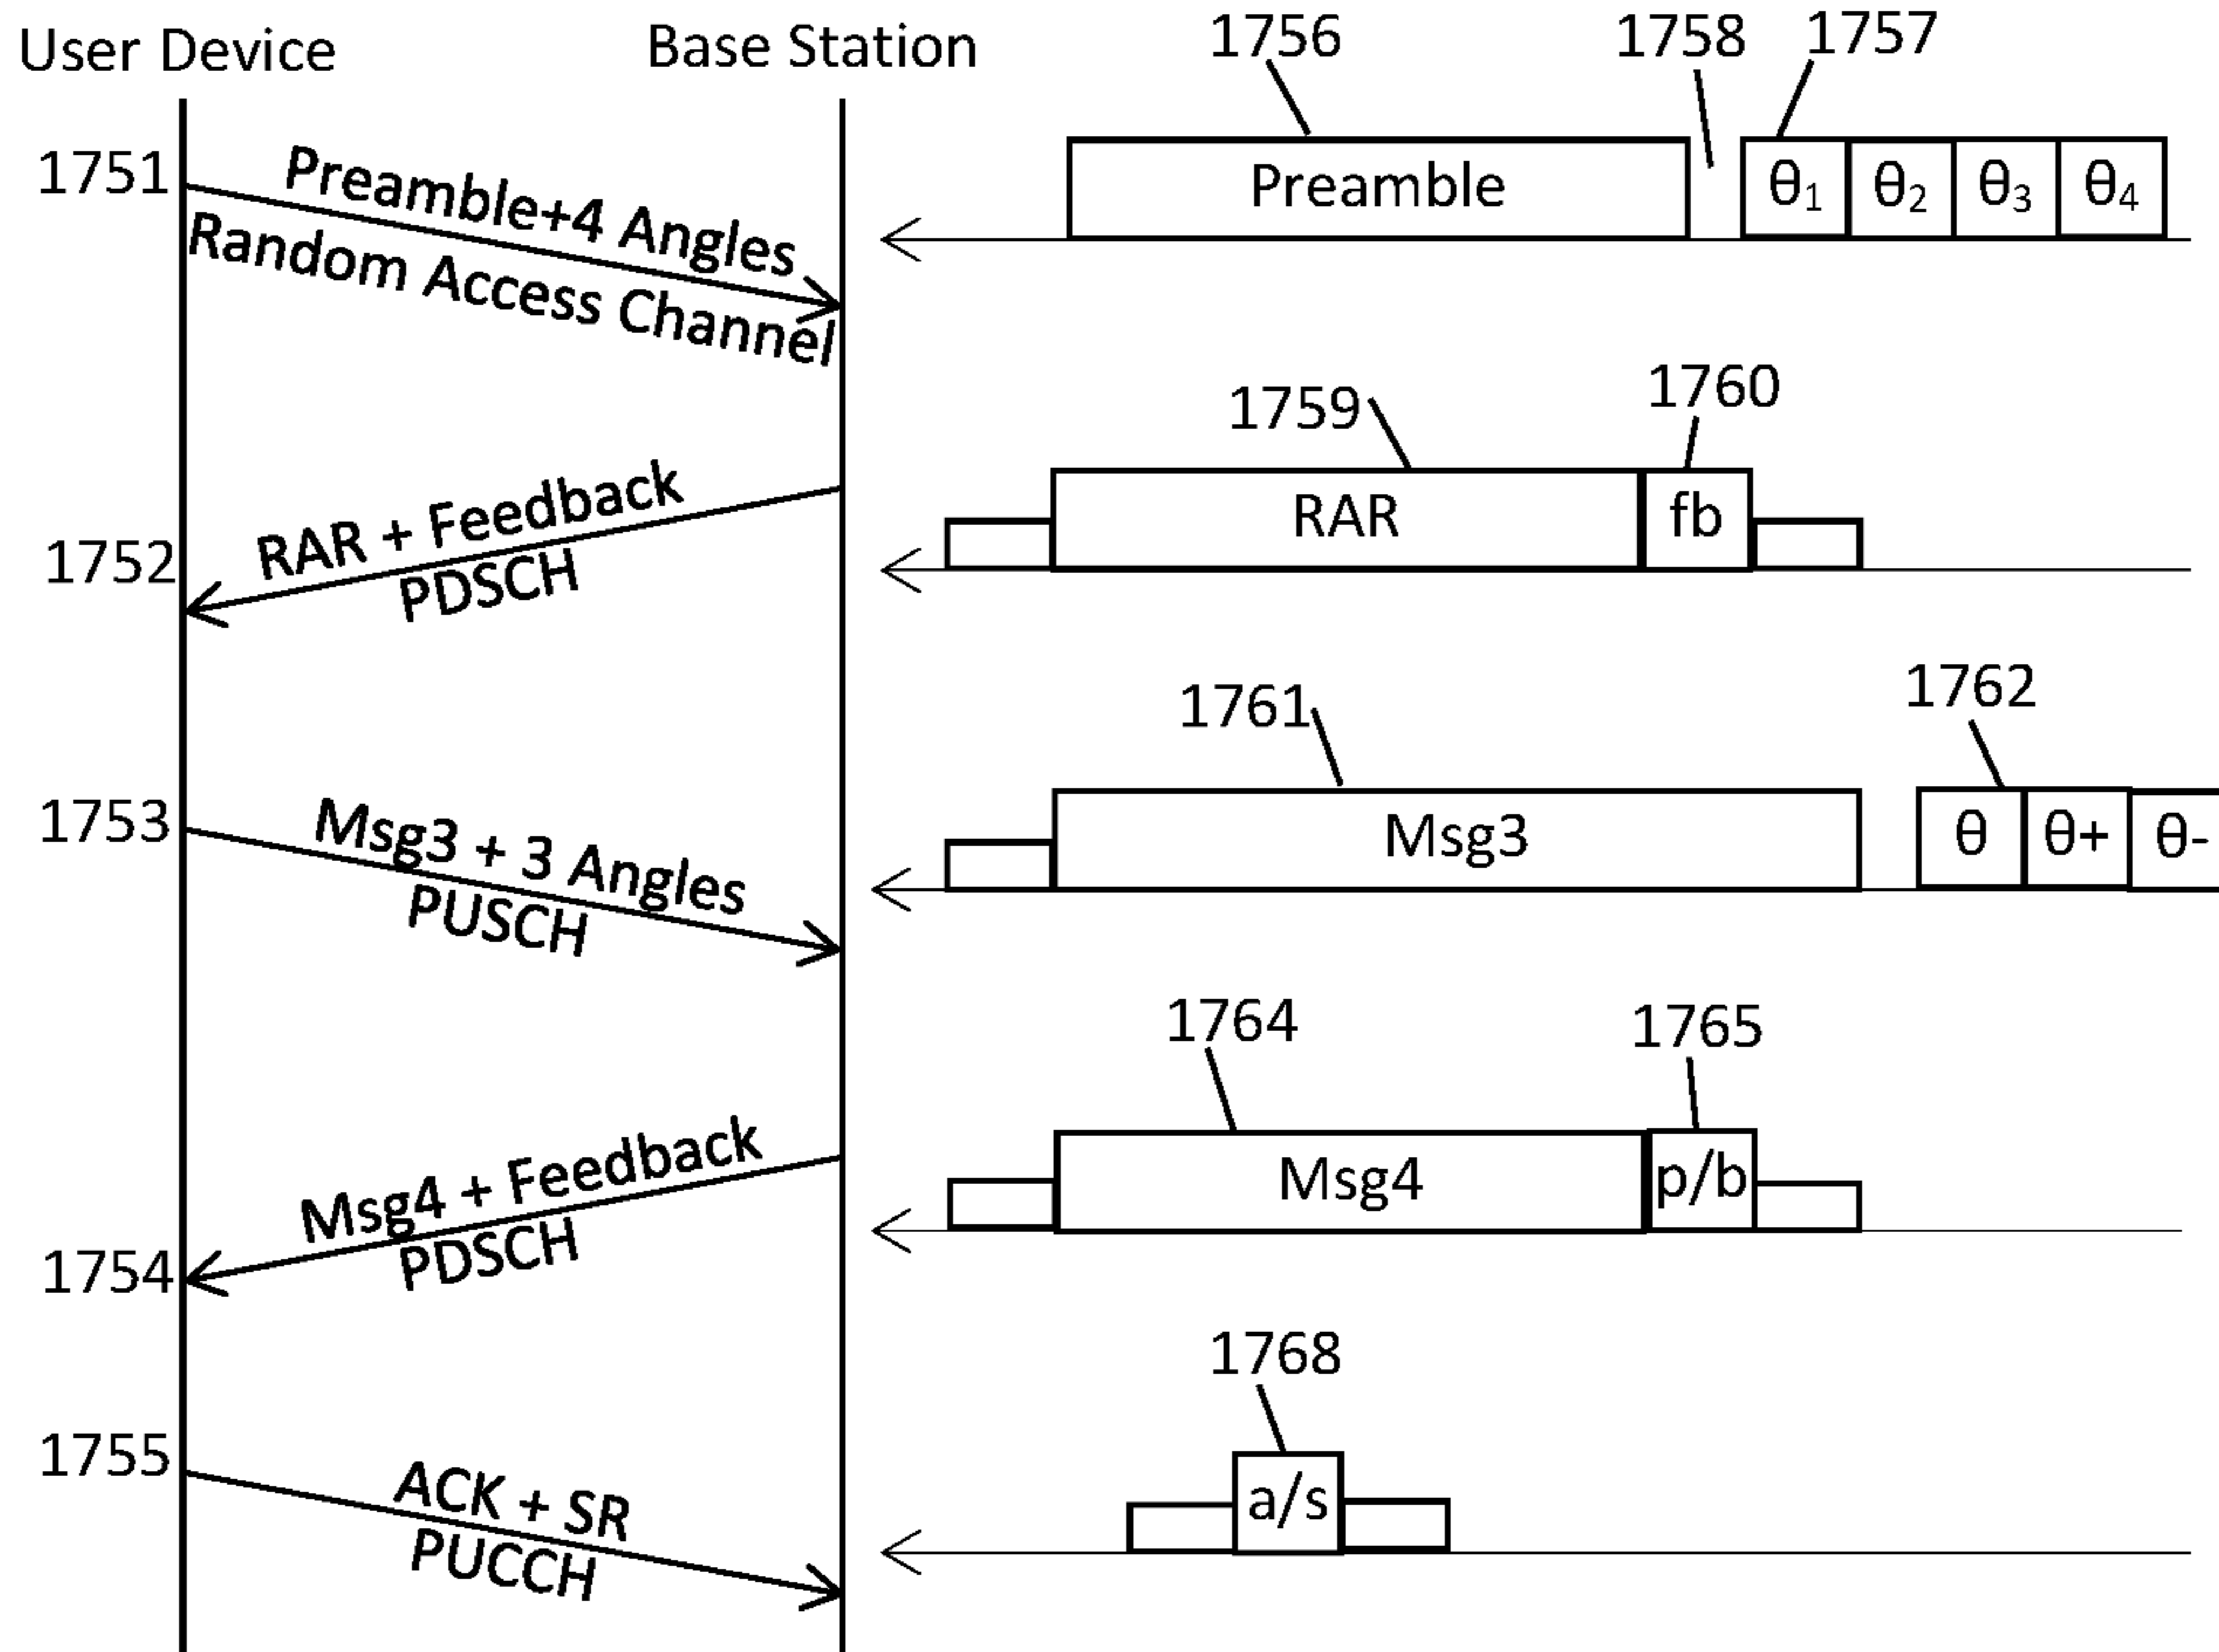 User Device
Base Station
1756
1758
1757
1751
Preamble+4 Angles
Random Access Channel
Preamble
θ1
θ2
θ3
θ4
1759
1760
1752
RAR + Feedback
PDSCH
RAR
fb
1761
1762
1753
Msg3 + 3 Angles
PUSCH
Msg3
θ
θ+
θ-
1764
1765
1754
Msg4 + Feedback
PDSCH
Msg4
p/b
1768
1755
ACK + SR
PUCCH
a/s